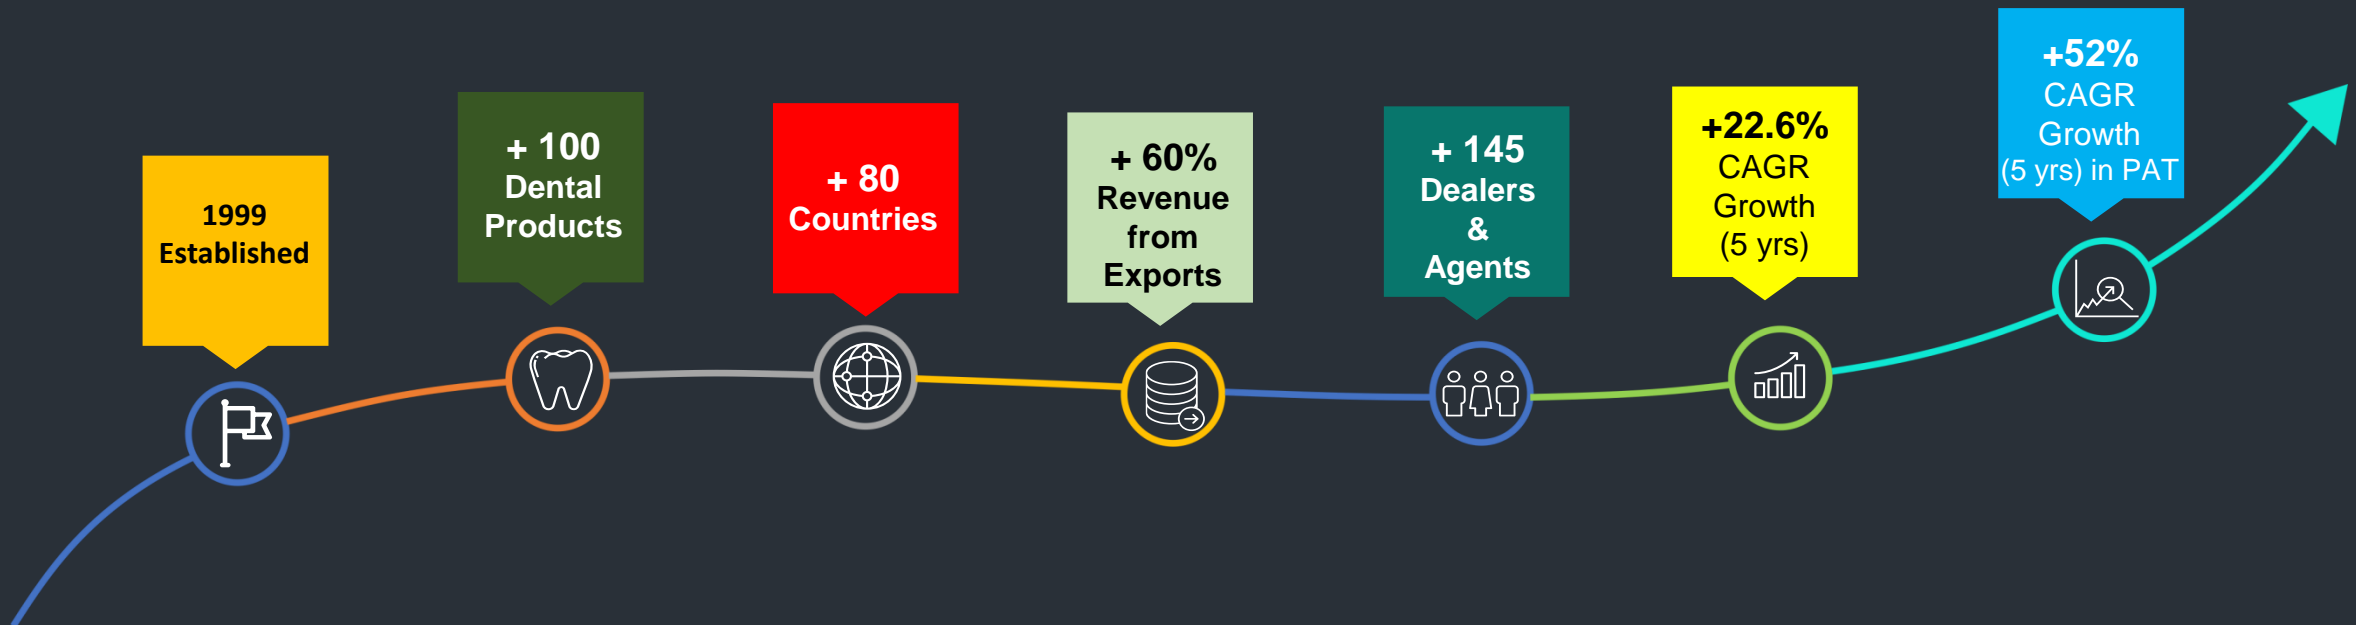 1999
Established
+ 100
Dental
Products
+ 80
Countries
+ 60%
Revenue
from
Exports
+ 145
Dealers
&
Agents
+22.6%
CAGR
Growth
(5 yrs)
+52%
CAGR
Growth
(5 yrs) in PAT